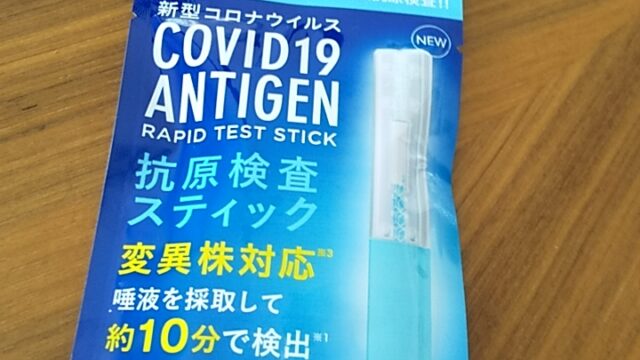 新型コロナウイルス
COVID19
ANTIGEN
RAPID TEST STICK
NEW
抗原検査
スティック
変異株対応※3
唾液を採取して
約10分で検出※1